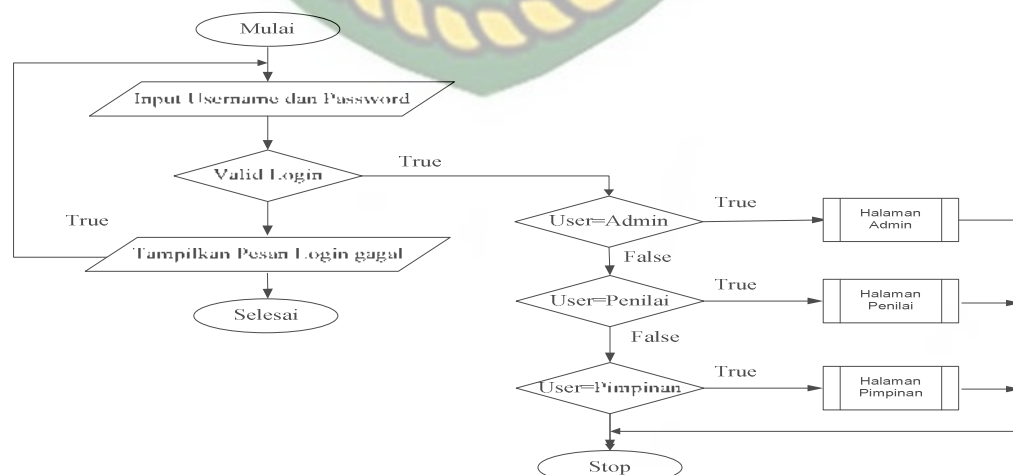 Mulai
Input Username dan Password
Valid Login
True
True
Tampilkan Pesan Login gagal
Selesai
User=Admin
True
Halaman
Admin
False
User=Penilai
True
Halaman
Penilai
False
User=Pimpinan
True
Halaman
Pimpinan
Stop